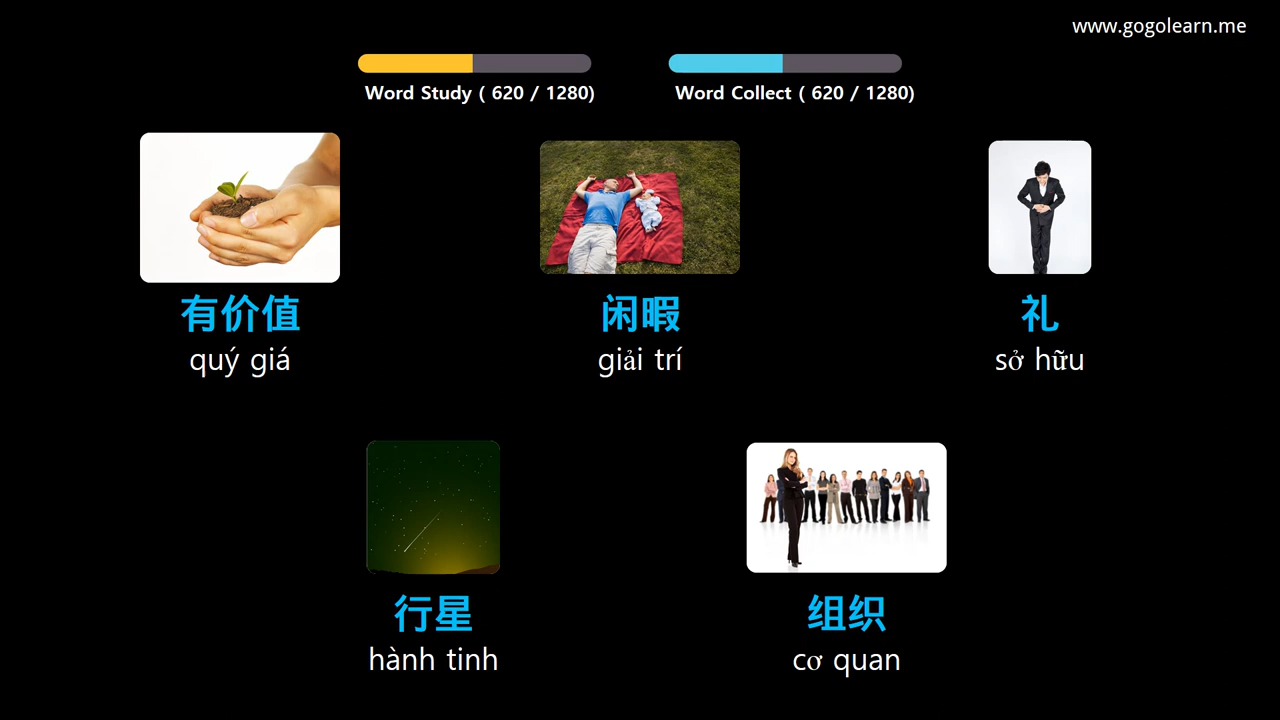 www.gogolearn.me
Word Study ( 620 / 1280)
Word Collect ( 620 / 1280)
有价值
quý giá
闲暇
giải trí
礼
sở hữu
行星
hành tinh
组织
cơ quan